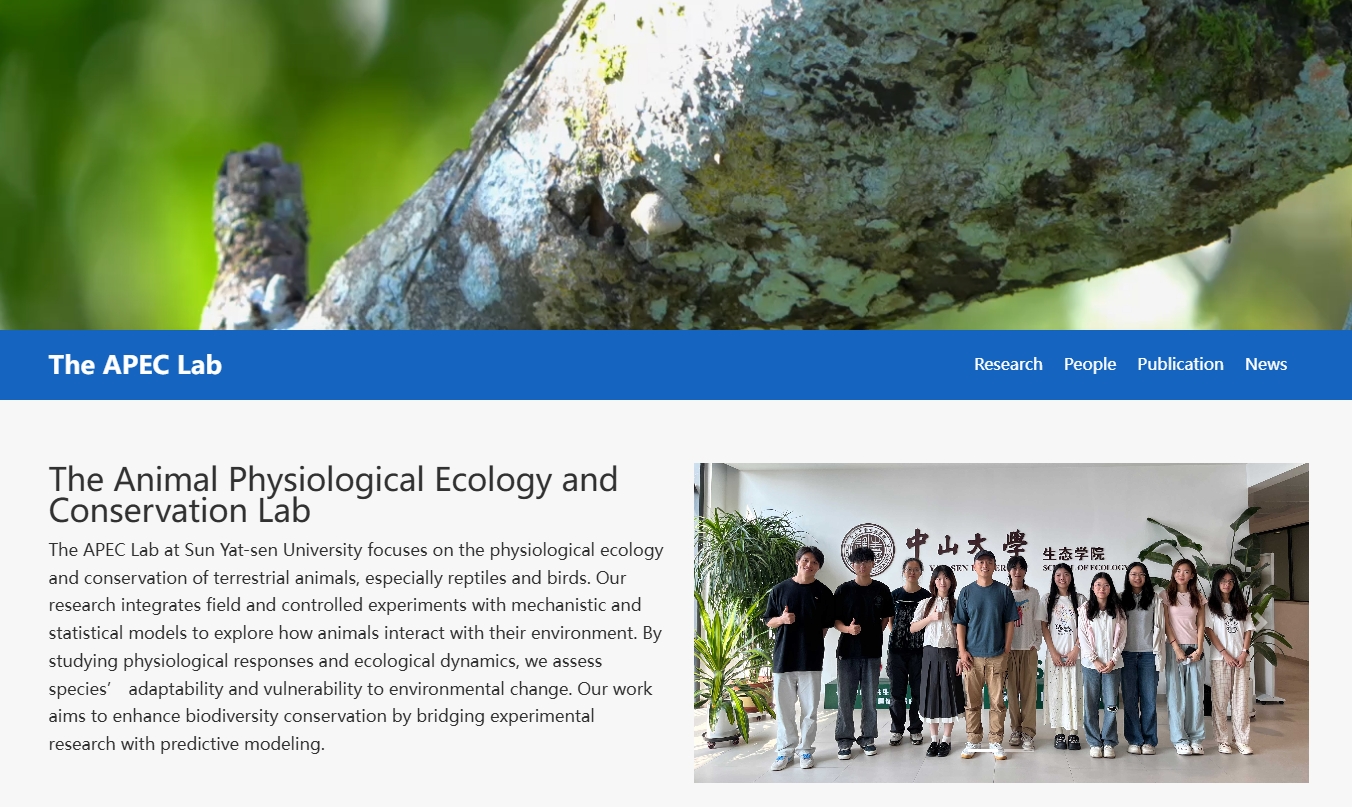 The APEC Lab
Research People Publication News
The Animal Physiological Ecology and
Conservation Lab
The APEC Lab at Sun Yat-sen University focuses on the physiological ecology
and conservation of terrestrial animals, especially reptiles and birds. Our
research integrates field and controlled experiments with mechanistic and
statistical models to explore how animals interact with their environment. By
studying physiological responses and ecological dynamics, we assess
species’ adaptability and vulnerability to environmental change. Our work
aims to enhance biodiversity conservation by bridging experimental
research with predictive modeling.
中山大學
生态学院
SCHOOL OF ECOLOGY